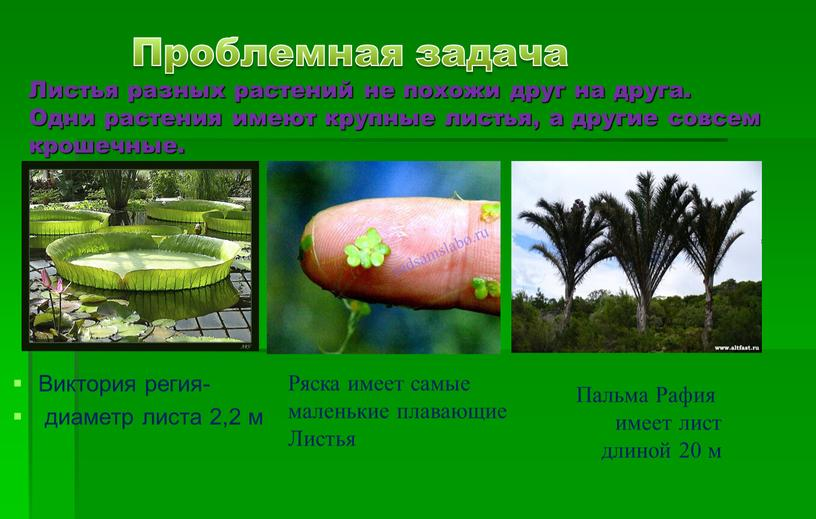 Проблемная задача
Листья разных растений не похожи друг на друга.
Одни растения имеют крупные листья, а другие совсем
крошечные.
www.altfast.ru
Виктория регия-
диаметр листа 2,2 м
Ряска имеет самые
маленькие плавающие
Листья
Пальма Рафия
имеет лист
длиной 20 м